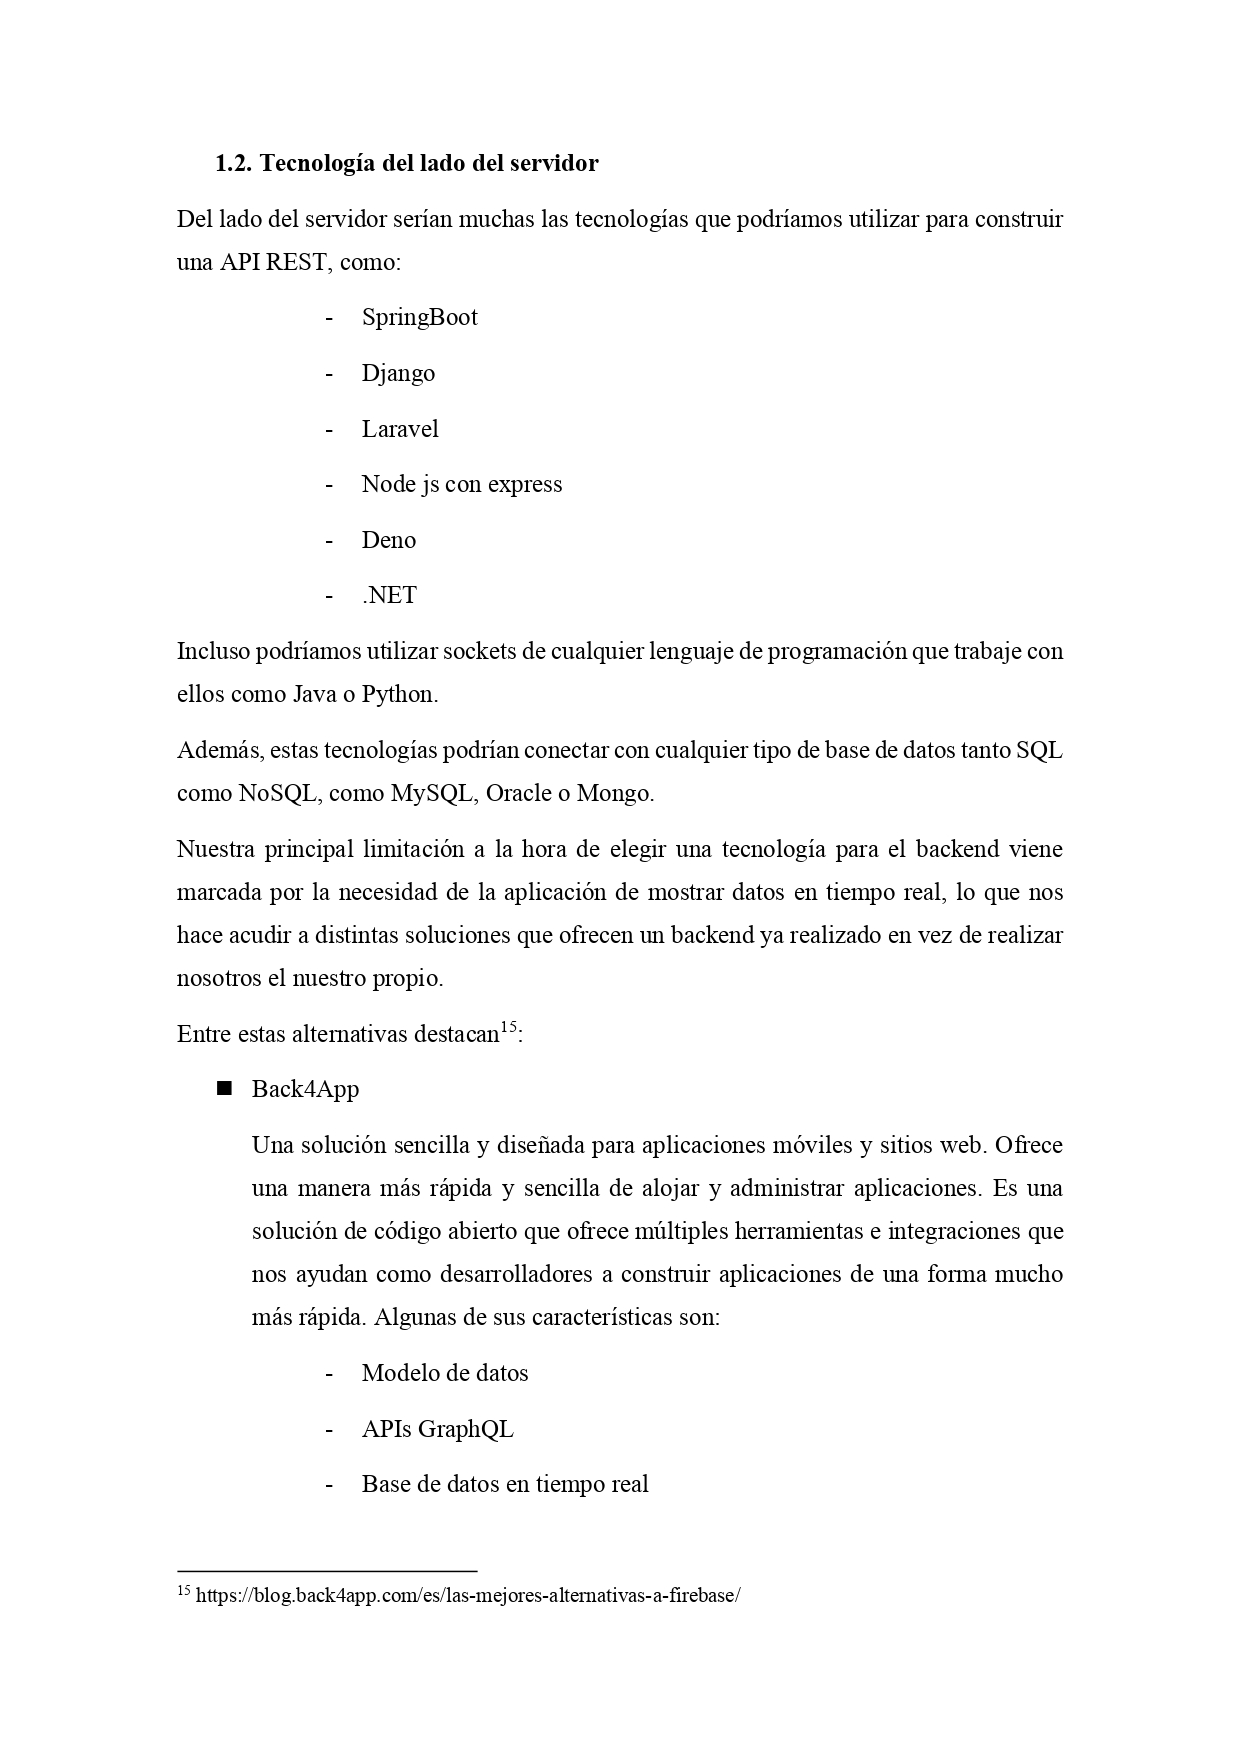 1.2. Tecnología del lado del servidor
Del lado del servidor serían muchas las tecnologías que podríamos utilizar para construir
una API REST, como:
- SpringBoot
- Django
- Laravel
- Node js con express
- Deno
- .NET
Incluso podríamos utilizar sockets de cualquier lenguaje de programación que trabaje con
ellos como Java o Python.
Además, estas tecnologías podrían conectar con cualquier tipo de base de datos tanto SQL
como NoSQL, como MySQL, Oracle o Mongo.
Nuestra principal limitación a la hora de elegir una tecnología para el backend viene
marcada por la necesidad de la aplicación de mostrar datos en tiempo real, lo que nos
hace acudir a distintas soluciones que ofrecen un backend ya realizado en vez de realizar
nosotros el nuestro propio.
Entre estas alternativas destacan15:
■ Back4App
Una solución sencilla y diseñada para aplicaciones móviles y sitios web. Ofrece
una manera más rápida y sencilla de alojar y administrar aplicaciones. Es una
solución de código abierto que ofrece múltiples herramientas e integraciones que
nos ayudan como desarrolladores a construir aplicaciones de una forma mucho
más rápida. Algunas de sus características son:
- Modelo de datos
- APIs GraphQL
- Base de datos en tiempo real
15 https://blog.back4app.com/es/las-mejores-alternativas-a-firebase/